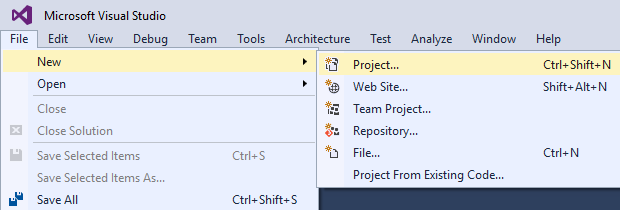 Microsoft Visual Studio
File Edit View Debug Team Tools Architecture Test Analyze Window Help
New
Open
Close
Close Solution
Save Selected Items Ctrl+S
Save Selected Items As...
Save All Ctrl+Shift+S
Project... Ctrl+Shift+N
Web Site... Shift+Alt+N
Team Project...
Repository...
File... Ctrl+N
Project From Existing Code...